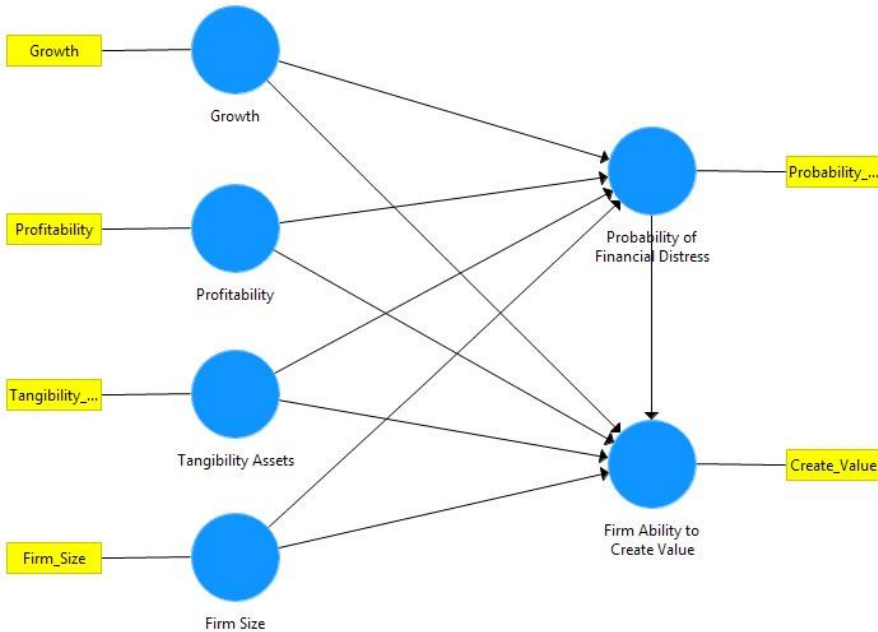 Growth
Growth
Profitability
Profitability
Tangibility_...
Tangibility Assets
Firm_Size
Firm Size
Probability_...
Probability of
Financial Distress
Create_Value
Firm Ability to
Create Value